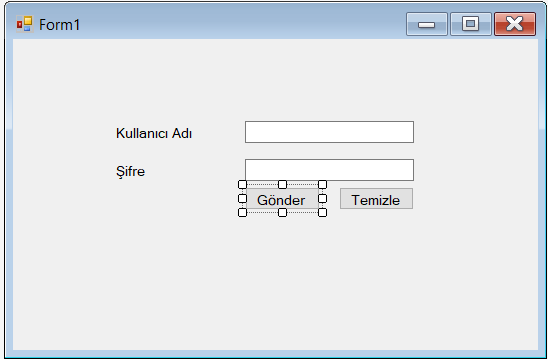 Form1
Kullanıcı Adı
Şifre
Gönder Temizle